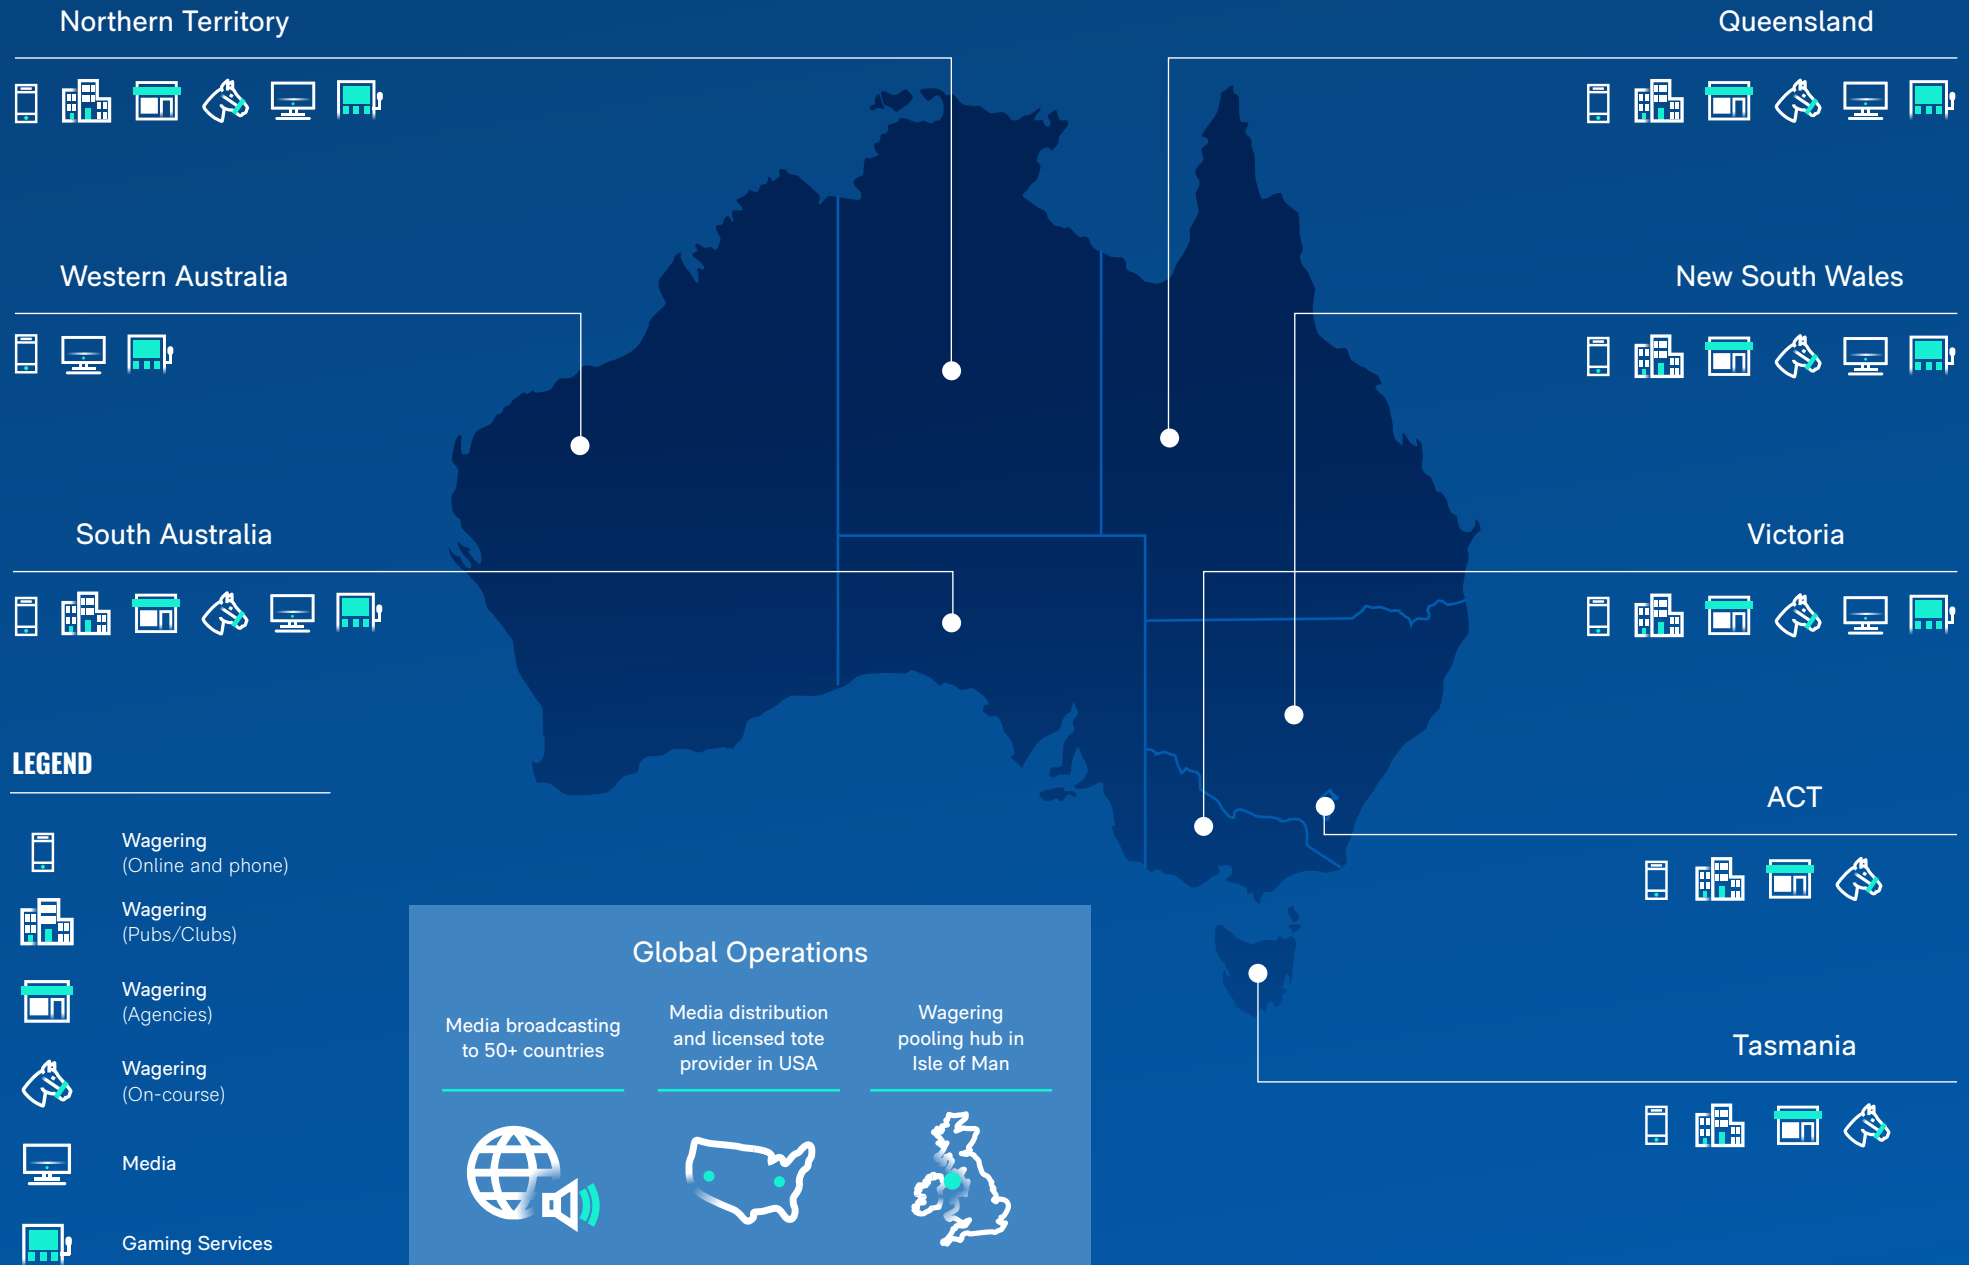 Northern Territory
Queensland
Western Australia
New South Wales
South Australia
Victoria
ACT
Tasmania
LEGEND
Wagering
(Online and phone)
Wagering
(Pubs/Clubs)
Wagering
(Agencies)
Wagering
(On-course)
Media
Gaming Services
Global Operations
Media broadcasting
to 50+ countries
Media distribution
and licensed tote
provider in USA
Wagering
pooling hub in
Isle of Man